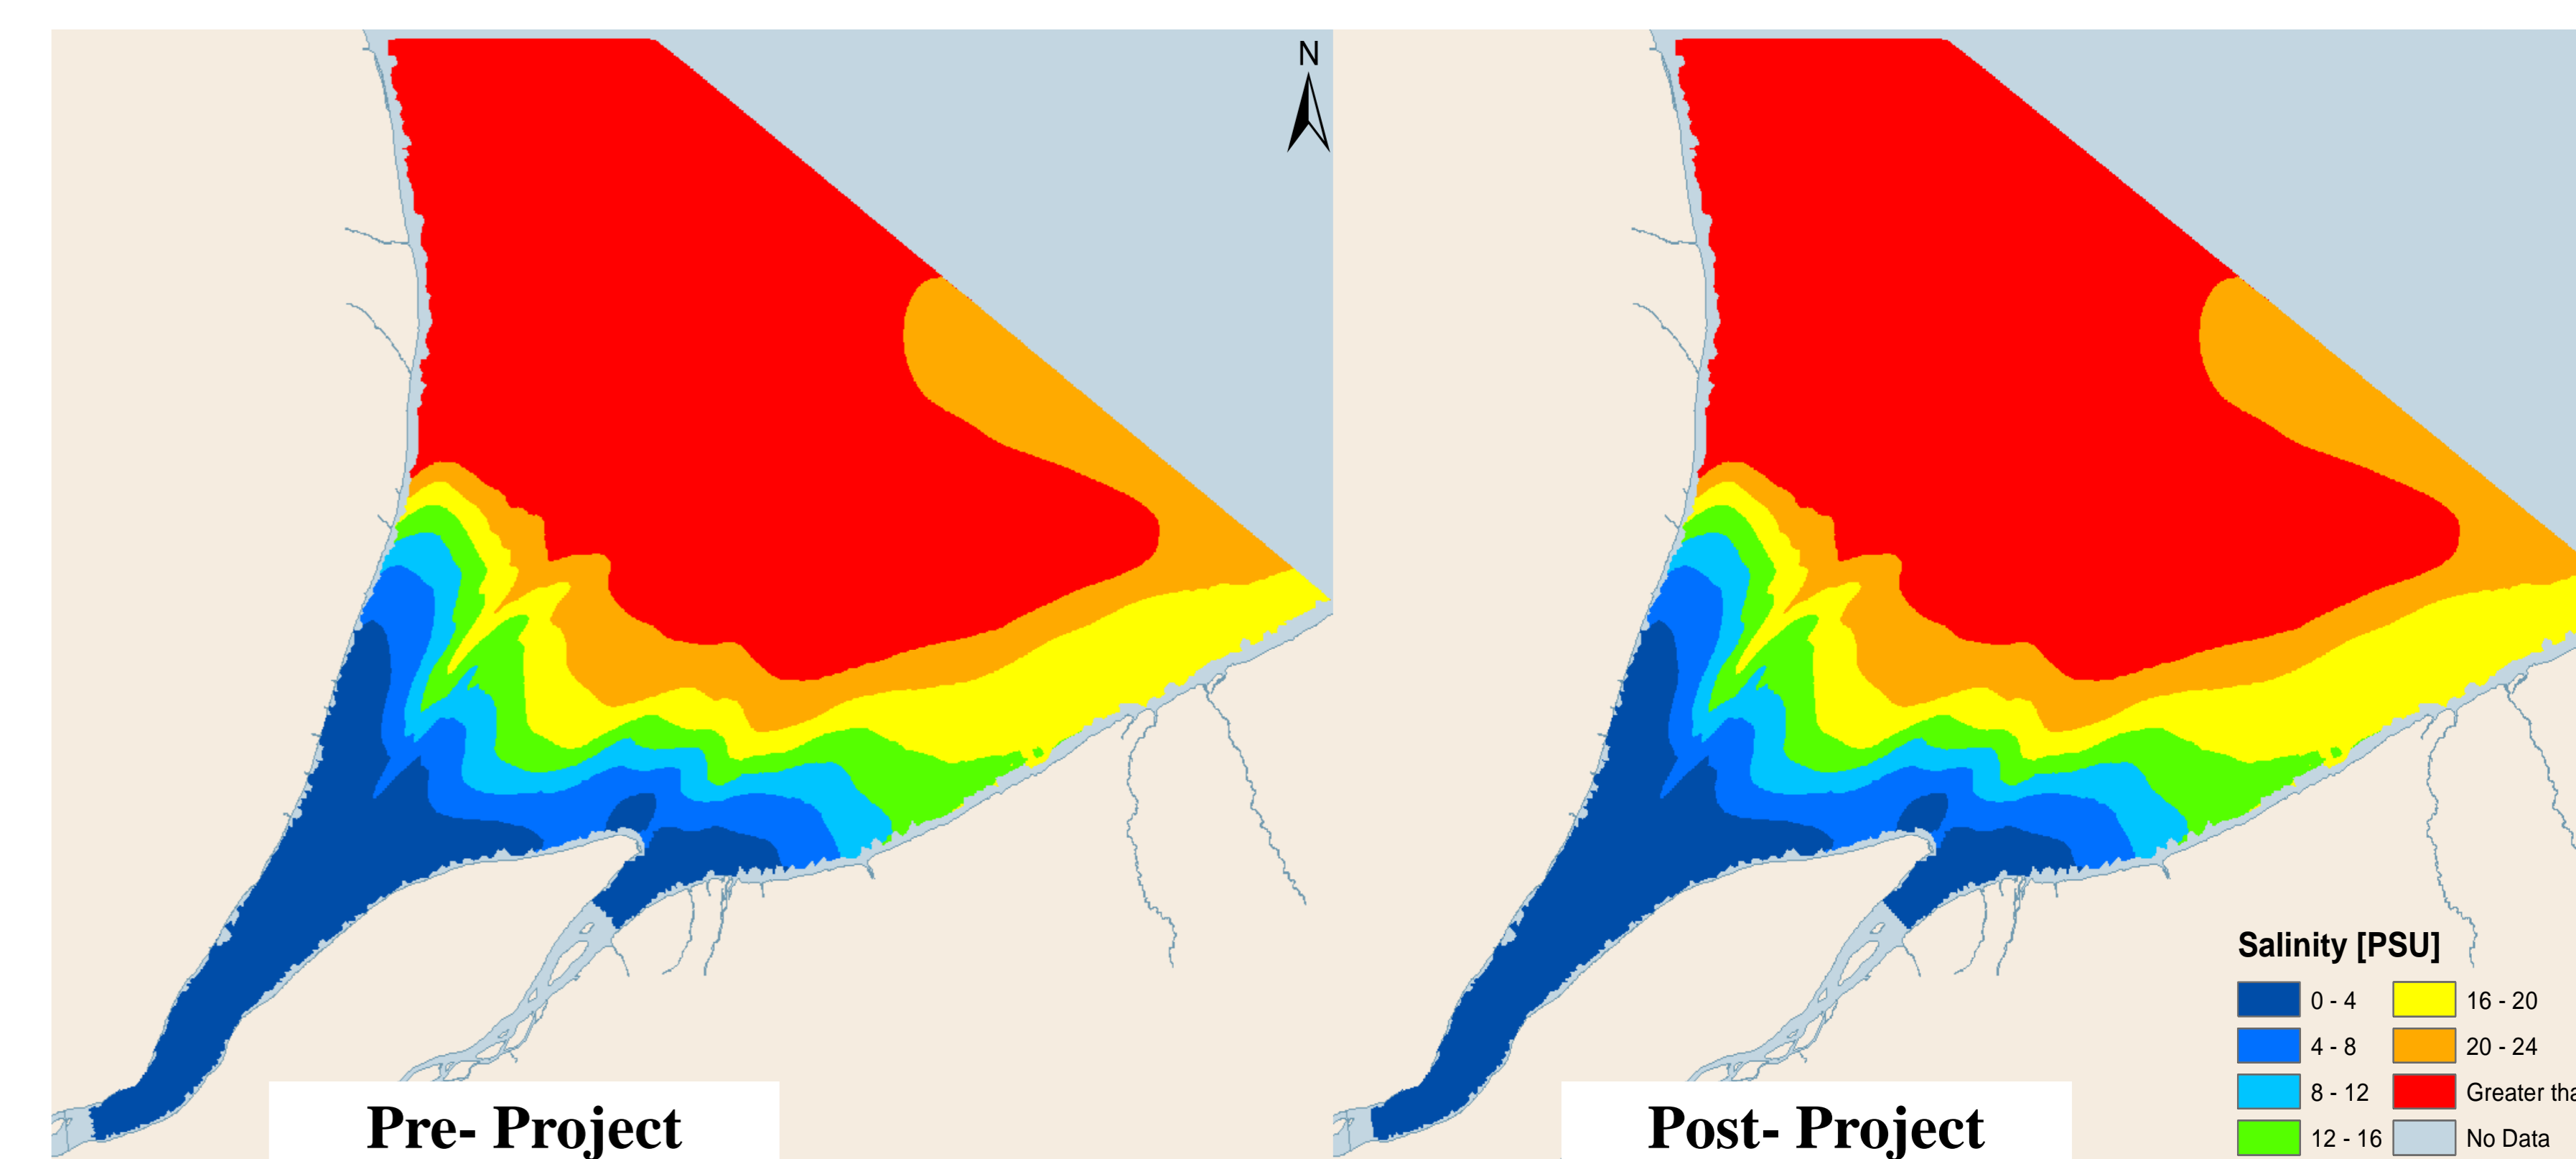 N
Salinity [PSU]
0 - 4
4 - 8
8 - 12
12 - 16
16 - 20
20 - 24
Greater
No Data
Pre- Project
Post- Project